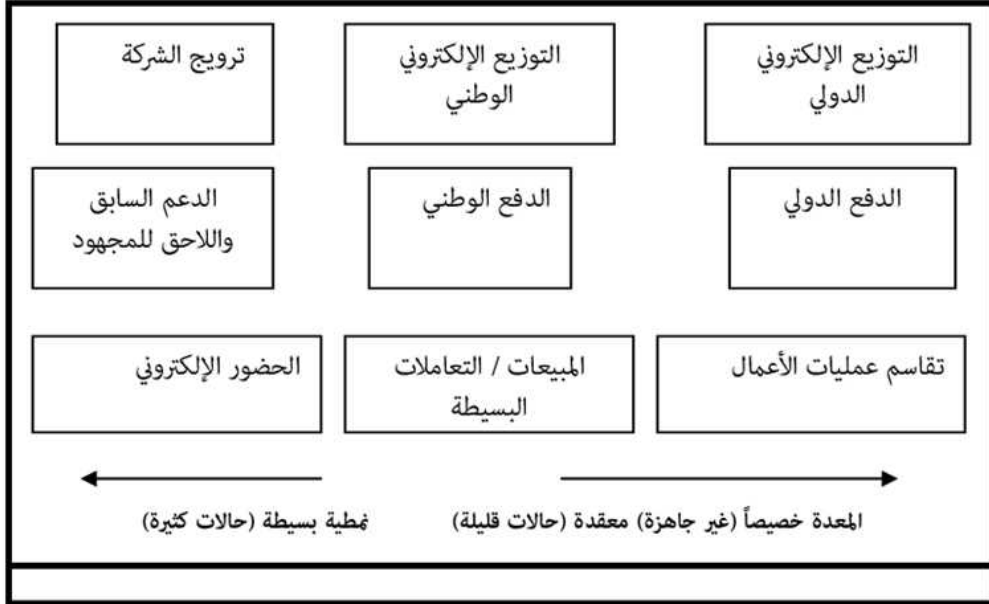 التوزيع الإلكتروني
الدولي
التوزيع الإلكتروني
الوطني
ترويج الشركة
الدفع الدولي
الدفع الوطني
الدعم السابق
واللاحق للمجهود
تقاسم عمليات الأعمال
المبيعات / التعاملات
البسيطة
الحضور الإلكتروني
المعدة خصيصاً (غير جاهزة) معقدة (حالات قليلة)
نمطية بسيطة (حالات كثيرة)